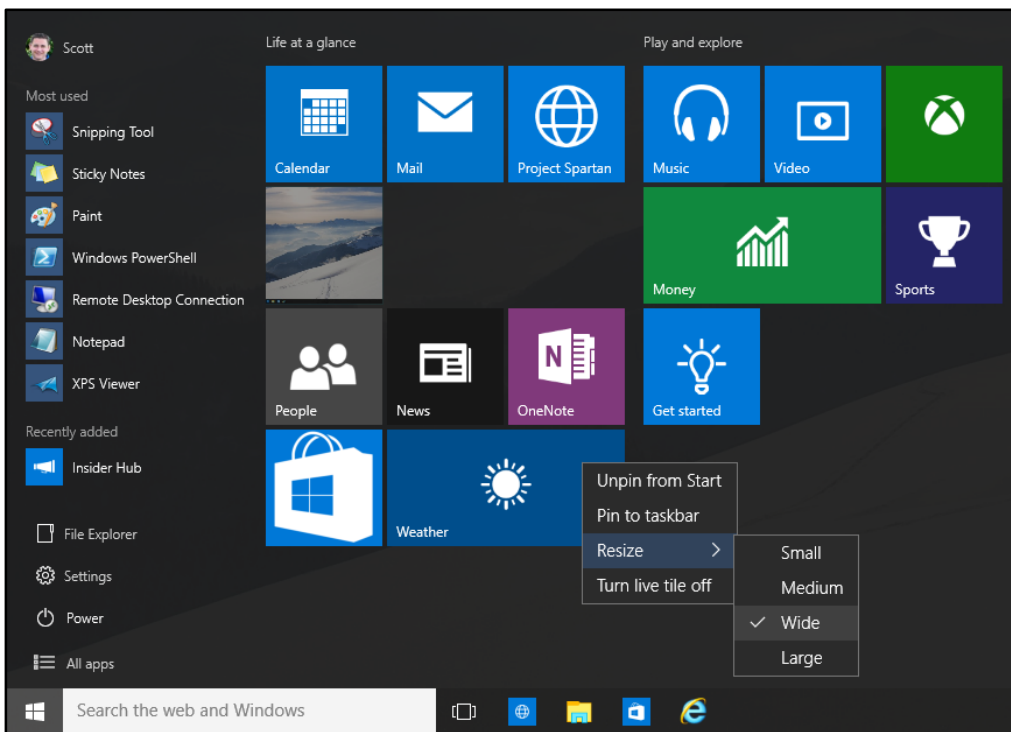 Scott
Most used
Snipping Tool
Sticky Notes
Paint
Windows PowerShell
Remote Desktop Connection
Notepad
XPS Viewer
Recently added
Insider Hub
File Explorer
Settings
Power
All apps
Life at a glance
Calendar
Mail
Project Spartan
People
News
N
OneNote
Weather
Play and explore
Music
Video
Money
Sports
Get started
Unpin from Start
Pin to taskbar
Resize
Turn live tile off
Small
Medium
Wide
Large
Search the web and Windows